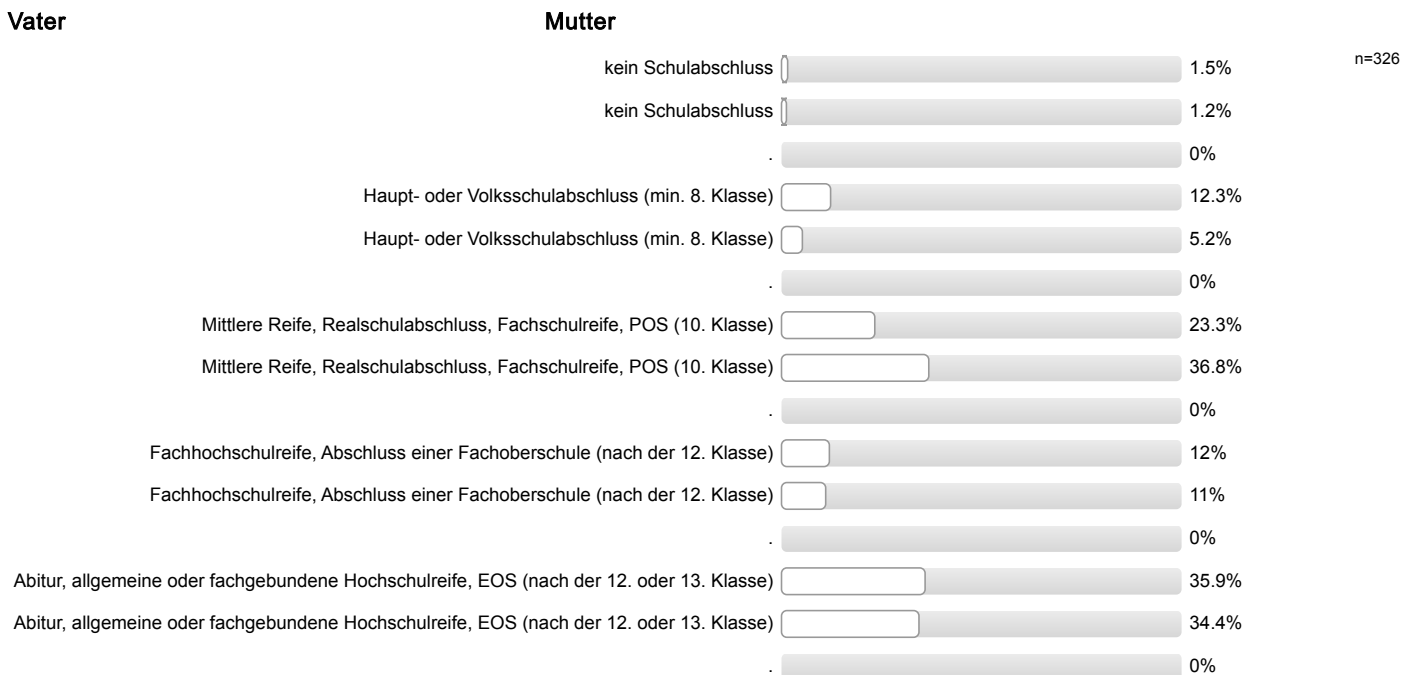 Vater Mutter
n=326
kein Schulabschluss 1.5%
kein Schulabschluss 1.2%
. 0%
Haupt- oder Volksschulabschluss (min. 8. Klasse) 12.3%
Haupt- oder Volksschulabschluss (min. 8. Klasse) 5.2%
. 0%
Mittlere Reife, Realschulabschluss, Fachschulreife, POS (10. Klasse) 23.3%
Mittlere Reife, Realschulabschluss, Fachschulreife, POS (10. Klasse) 36.8%
. 0%
Fachhochschulreife, Abschluss einer Fachoberschule (nach der 12. Klasse) 12%
Fachhochschulreife, Abschluss einer Fachoberschule (nach der 12. Klasse) 11%
. 0%
Abitur, allgemeine oder fachgebundene Hochschulreife, EOS (nach der 12. oder 13. Klasse) 35.9%
Abitur, allgemeine oder fachgebundene Hochschulreife, EOS (nach der 12. oder 13. Klasse) 34.4%
. 0%